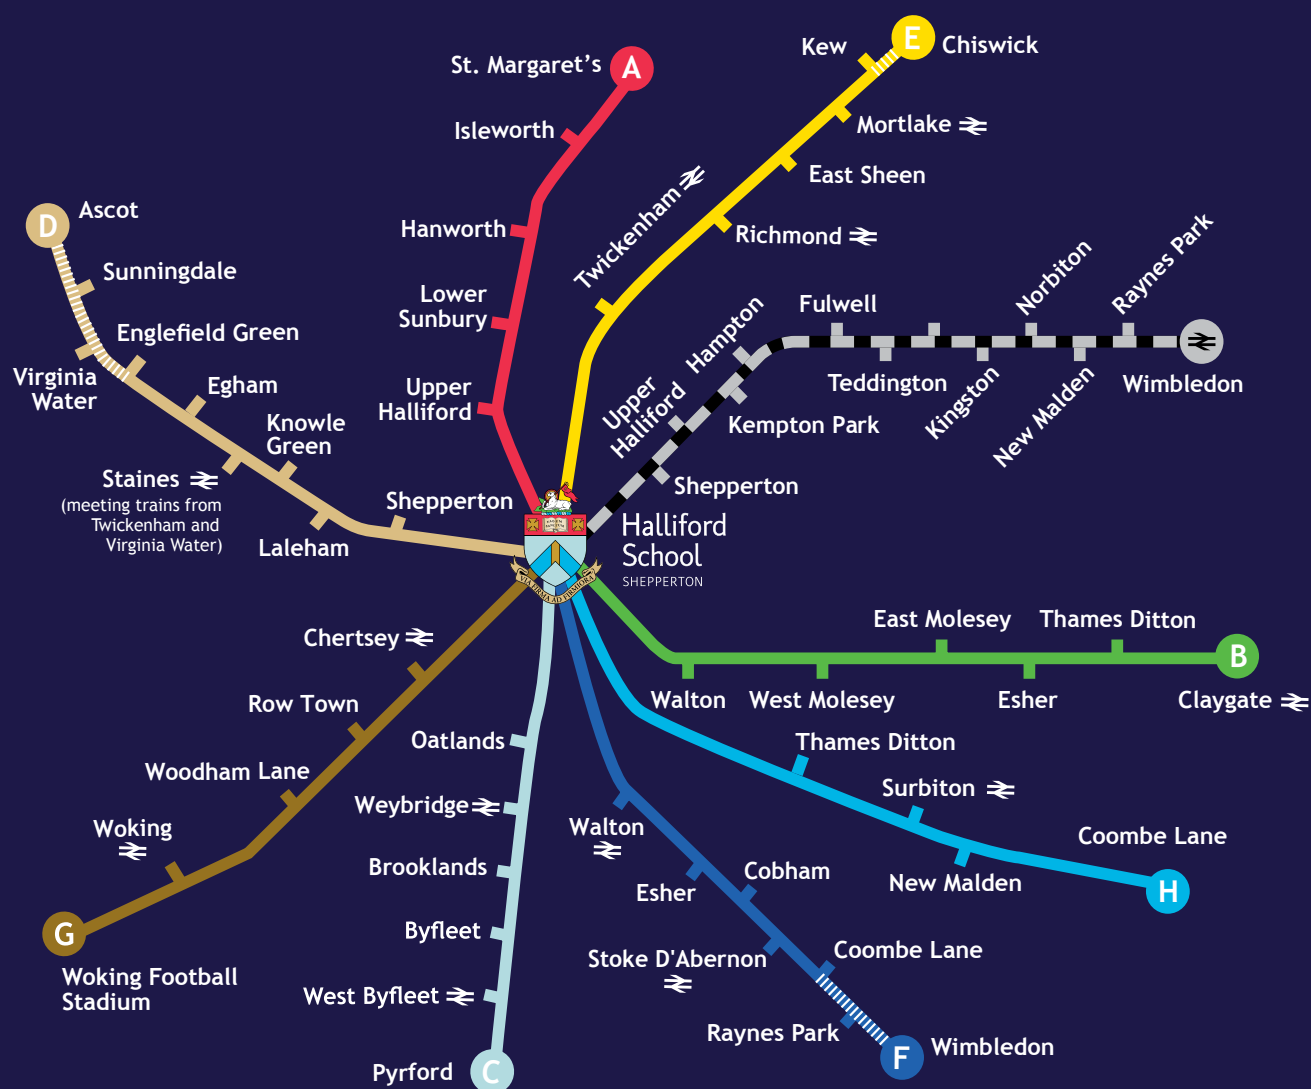 St. Margaret’s
A
Isleworth
Hanworth
Lower
Sunbury
Upper
Halliford
E
Chiswick
Kew
Mortlake
East Sheen
Richmond
Twickenham
D
Ascot
Sunningdale
Englefield Green
Virginia
Water
Egham
Knowle
Green
Staines
(meeting trains from
Twickenham and
Virginia Water)
Laleham
Shepperton
Hampton
Upper
Halliford
Fulwell
Norbiton
Raynes Park
Teddington
Kingston
New Malden
Wimbledon
Kempton Park
Shepperton
Halliford
School
SHEPPERTON
VIA FIRMA AD FIRMIORA
East Molesey
Thames Ditton
B
Walton
West Molesey
Esher
Claygate
Thames Ditton
Surbiton
Coombe Lane
New Malden
H
Chertsey
Row Town
Woodham Lane
Woking
G
Woking Football
Stadium
Oatlands
Weybridge
Brooklands
Byfleet
West Byfleet
Pyrford
C
Walton
Esher
Cobham
Stoke D'Abernon
Coombe Lane
Raynes Park
F
Wimbledon